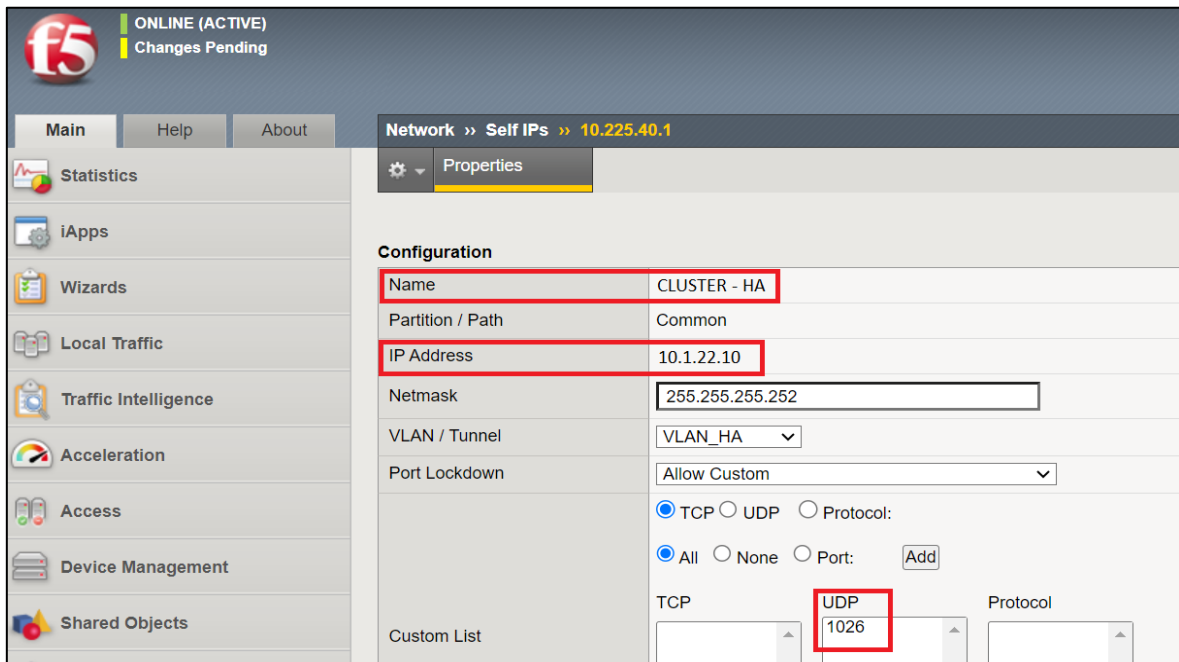 f5
ONLINE (ACTIVE)
Changes Pending
Main Help About
Network ›› Self IPs ›› 10.225.40.1
Properties
Statistics
iApps
Wizards
Local Traffic
Traffic Intelligence
Acceleration
Access
Device Management
Shared Objects
Configuration
Name CLUSTER - HA
Partition / Path Common
IP Address 10.1.22.10
Netmask 255.255.255.252
VLAN / Tunnel VLAN_HA
Port Lockdown Allow Custom
TCP UDP Protocol:
All None Port: Add
TCP UDP Protocol
Custom List 1026